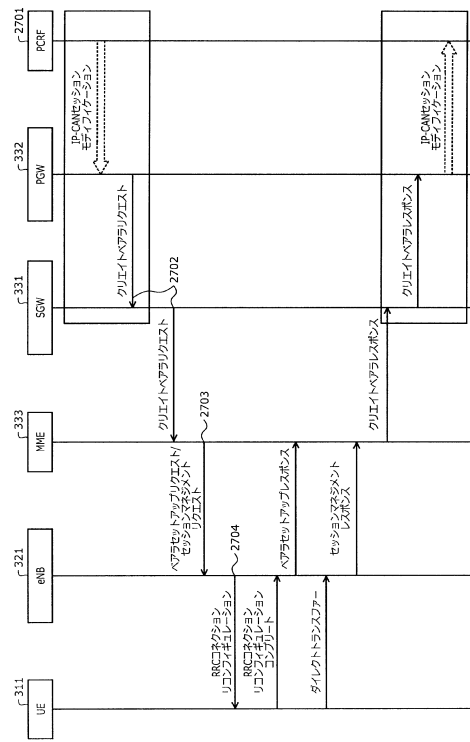 311
UE
321
eNB
333
MME
331
SGW
332
PGW
2701
PCRF
IP-CANセッション
モディフィケーション
クリエイトベアラリクエスト
2702
クリエイトベアラリクエスト
2703
ベアラセットアップリクエスト/
セッションマネジメント
リクエスト
2704
RRCコネクション
リコンフィギュレーション
RRCコネクション
リコンフィギュレーション
コンプリート
ベアラセットアップレスポンス
ダイレクトトランスファー
セッションマネジメント
レスポンス
クリエイトベアラレスポンス
クリエイトベアラレスポンス
IP-CANセッション
モディフィケーション